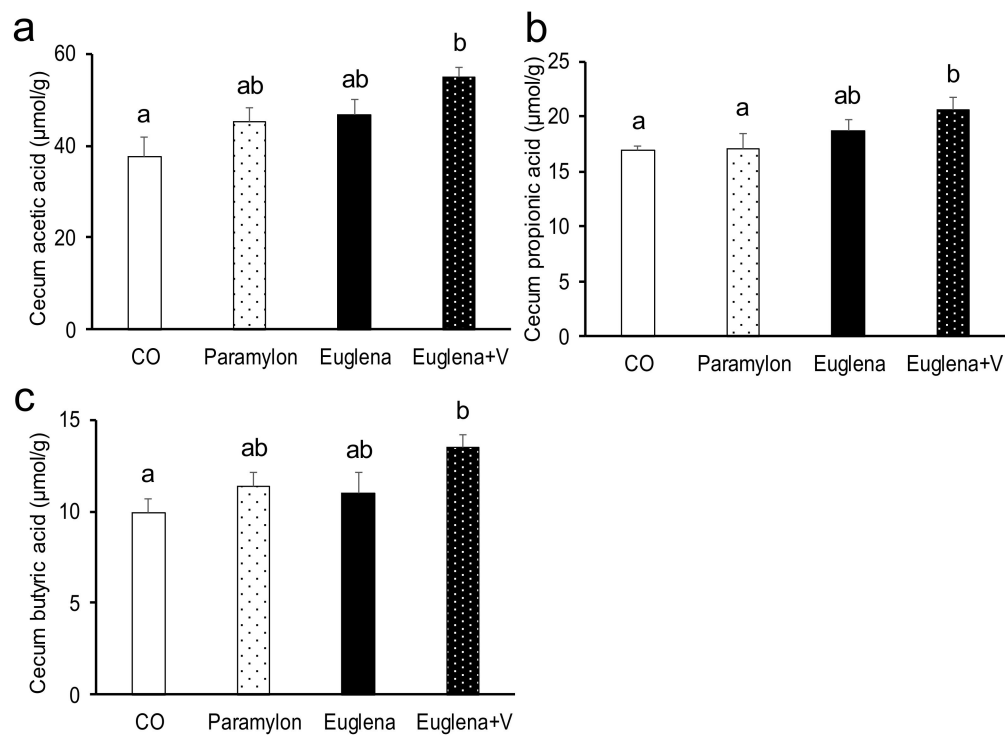 a
Cecum acetic acid (µmol/g)
60
40
20
0
a
ab
ab
b
CO
Paramylon
Euglena
Euglena+V
b
Cecum propionic acid (µmol/g)
25
20
15
10
5
0
a
a
ab
b
CO
Paramylon
Euglena
Euglena+V
c
Cecum butyric acid (µmol/g)
15
10
5
0
a
ab
ab
b
CO
Paramylon
Euglena
Euglena+V